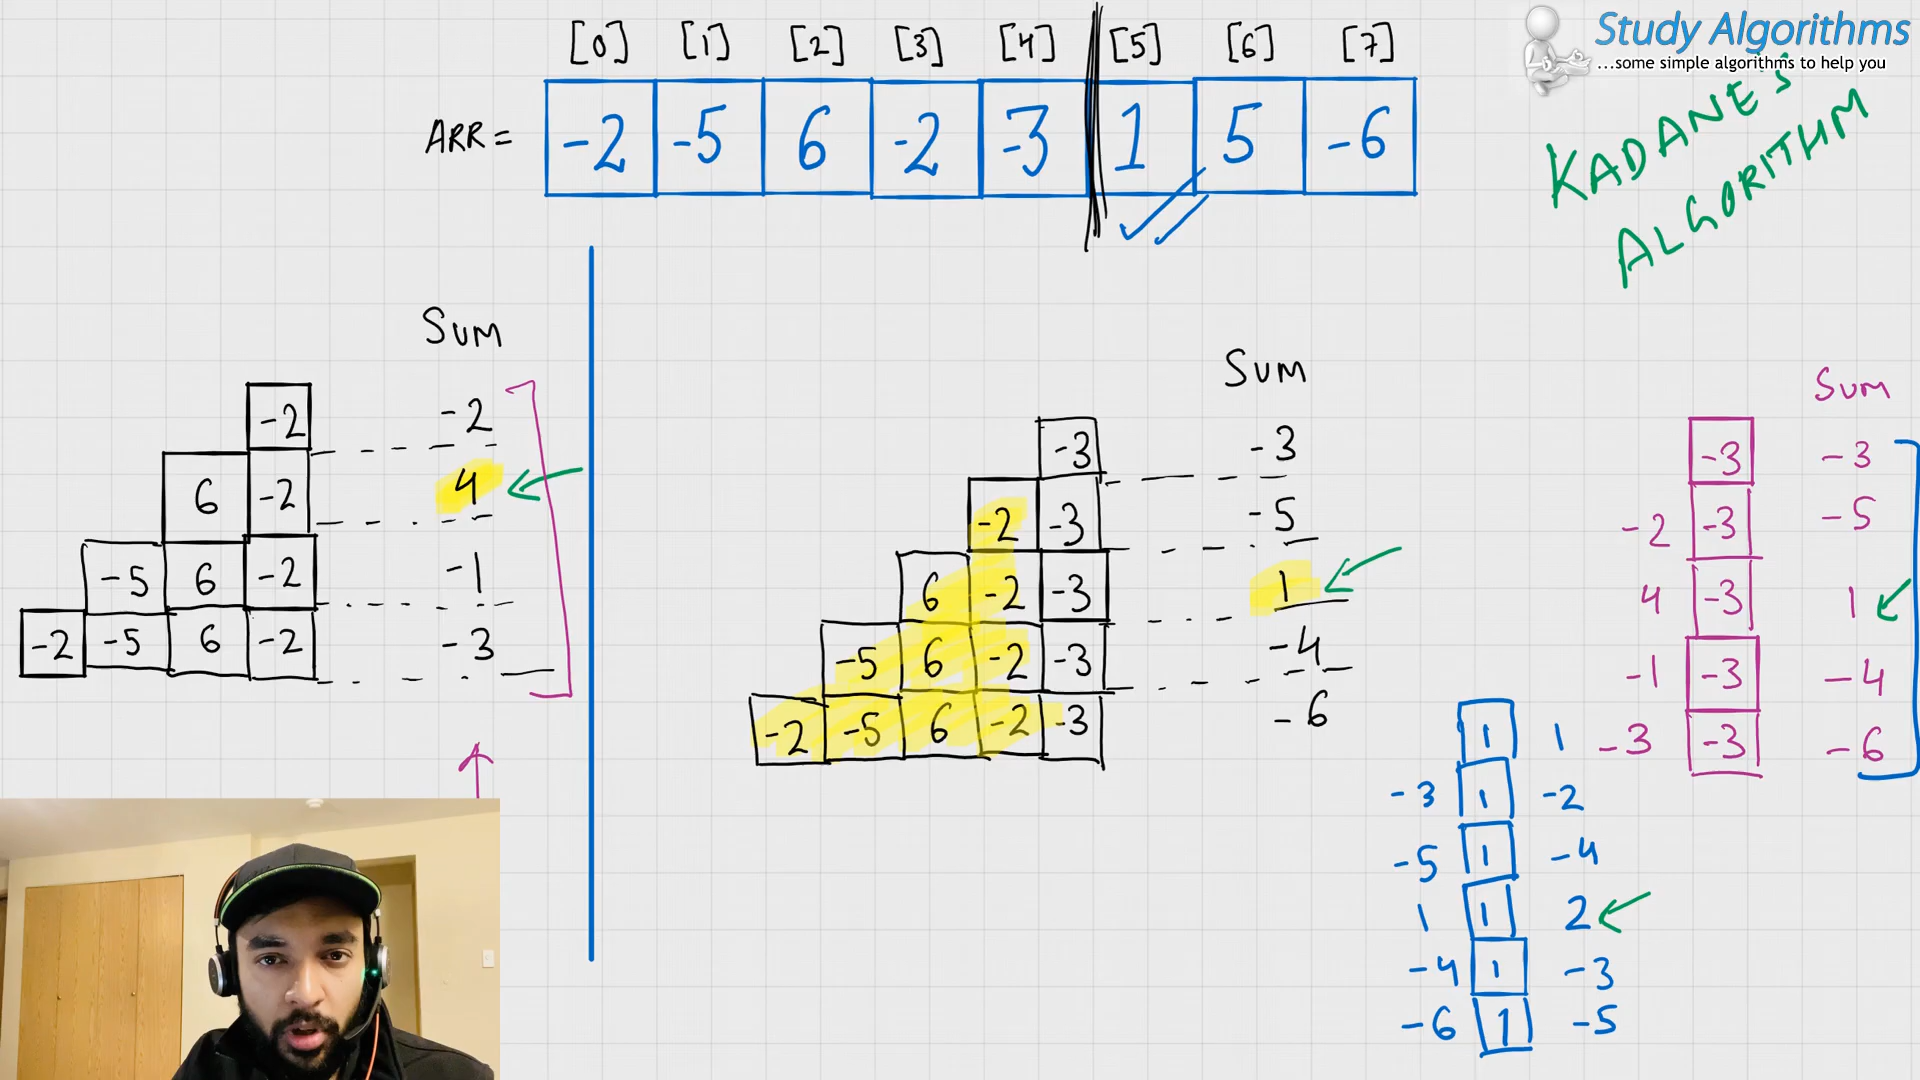 [0] [1] [2] [3] [4] [5] [6] [7]
ARR = -2 -5 6 -2 -3 1 5 -6
Study Algorithms
...some simple algorithms to help you
KADANE'S
ALGORITHM
Sum
-2 -2
6 -2 4
-5 6 -2 -1
-2 -5 6 -2 -3
Sum
-3 -3
-2 -3 -5
6 -2 -3 1
-5 6 -2 -3 -4
-2 -5 6 -2 -3 -6
Sum
-3 -3
-2 -3 -5
4 -3 1
-1 -3 -4
-3 -3 -6
1 1
-3 1 -2
-5 1 -4
1 1 2
-4 1 -3
-6 1 -5